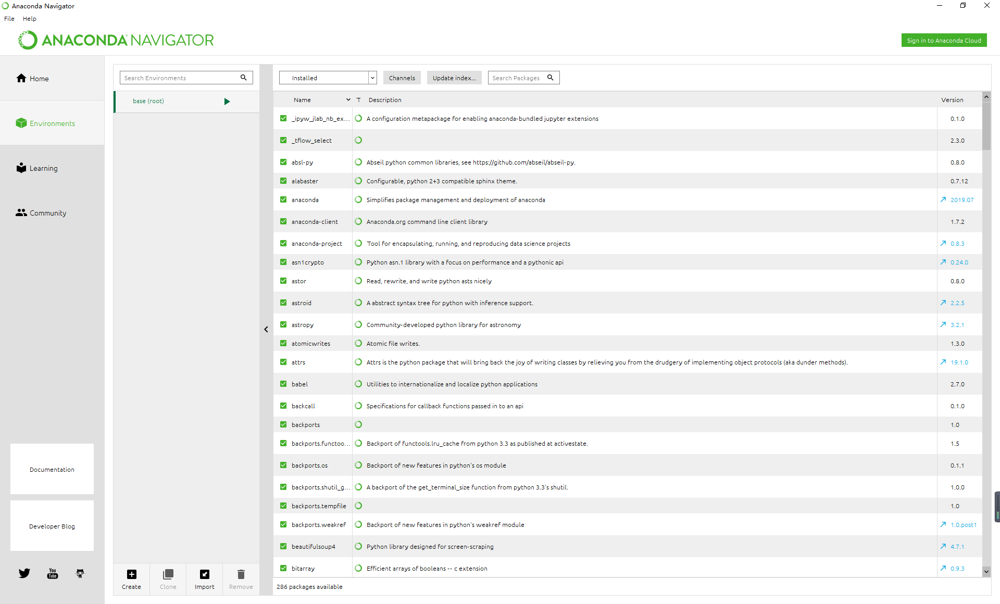 Anaconda Navigator
File Help
ANACONDA NAVIGATOR
Sign in to Anaconda Cloud
Home
Environments
Learning
Community
Documentation
Developer Blog
You Tube
Search Environments
base (root)
Create Clone Import Remove
Installed Channels Update index... Search Packages
Name T Description Version
_ipyw_jlab_nb_ex... A configuration metapackage for enabling anaconda-bundled jupyter extensions 0.1.0
_tflow_select 2.3.0
absl-py Abseil python common libraries, see https://github.com/abseil/abseil-py. 0.8.0
alabaster Configurable, python 2+3 compatible sphinx theme. 0.7.12
anaconda Simplifies package management and deployment of anaconda 2019.07
anaconda-client Anaconda.org command line client library 1.7.2
anaconda-project Tool for encapsulating, running, and reproducing data science projects 0.8.3
asn1crypto Python asn.1 library with a focus on performance and a pythonic api 0.24.0
astor Read, rewrite, and write python asts nicely 0.8.0
astroid A abstract syntax tree for python with inference support. 2.2.5
astropy Community-developed python library for astronomy 3.2.1
atomicwrites Atomic file writes. 1.3.0
attrs Attrs is the python package that will bring back the joy of writing classes by relieving you from the drudgery of implementing object protocols (aka dunder methods). 19.1.0
babel Utilities to internationalize and localize python applications 2.7.0
backcall Specifications for callback functions passed in to an api 0.1.0
backports 1.0
backports.functoo... Backport of functools.lru_cache from python 3.3 as published at activestate. 1.5
backports.os Backport of new features in python's os module 0.1.1
backports.shutil_g... A backport of the get_terminal_size function from python 3.3's shutil. 1.0.0
backports.tempfile 1.0
backports.weakref Backport of new features in python's weakref module 1.0.post1
beautifulsoup4 Python library designed for screen-scraping 4.7.1
bitarray Efficient arrays of booleans -- c extension 0.9.3
286 packages available